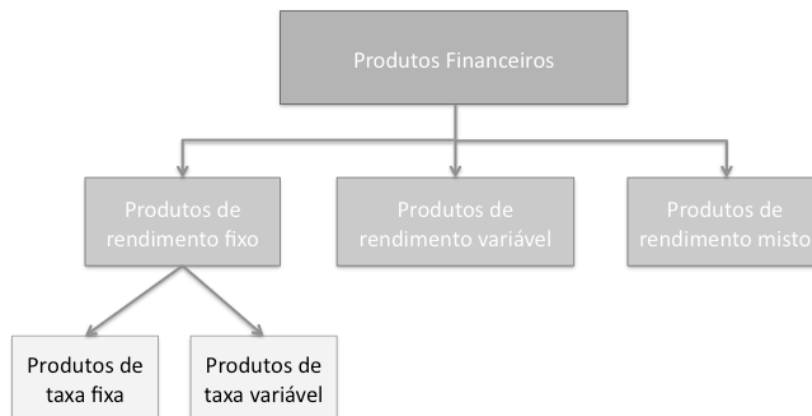 Produtos Financeiros
Produtos de
rendimento fixo
Produtos de
rendimento variável
Produtos de
rendimento misto
Produtos de
taxa fixa
Produtos de
taxa variável